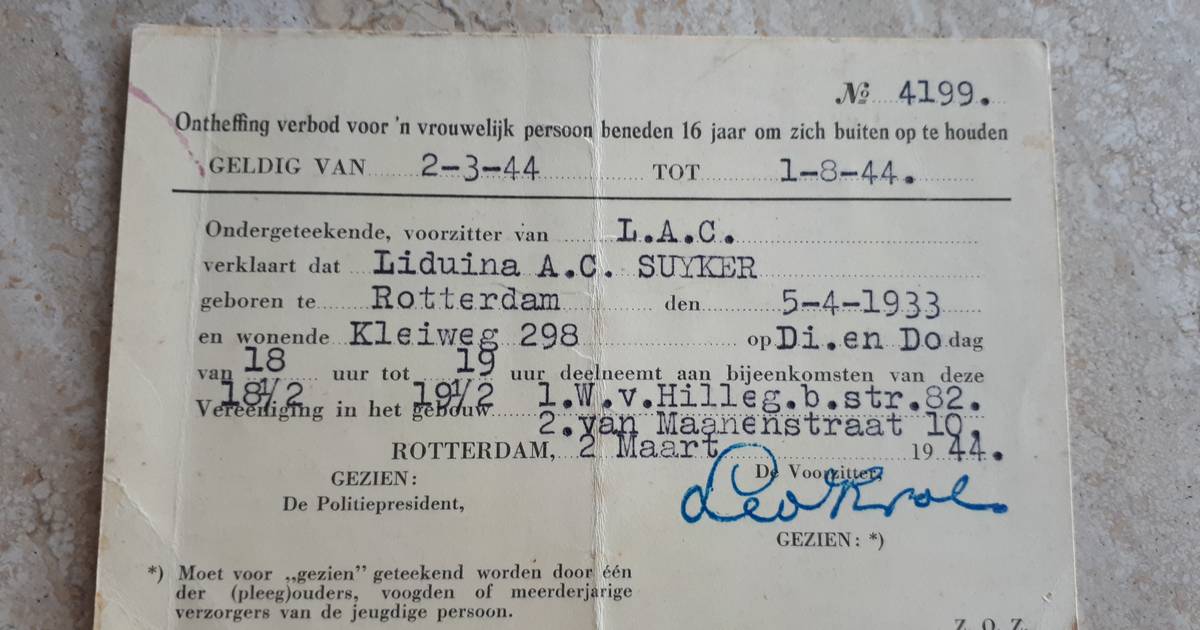 № 4199.
Ontheffing verbod voor 'n vrouwelijk persoon beneden 16 jaar om zich buiten op te houden
GELDIG VAN 2-3-44 TOT 1-8-44.
Ondergeteekende, voorzitter van L.A.C.
verklaart dat Liduina A.C. SUYKER
geboren te Rotterdam den 5-4-1933
en wonende Kleiweg 298 op Di.en Do dag
van 18 uur tot 19 uur deelneemt aan bijeenkomsten van deze
18½ 19½ 1.W.v.Hilleg.b.str.82.
Vereeniging in het gebouw
2.van Maanenstraat 10.
ROTTERDAM, 2 Maart 1944.
GEZIEN: De Voorzitter,
De Politiepresident,
GEZIEN: *)
*) Moet voor „gezien” geteekend worden door één
der (pleeg)ouders, voogden of meerderjarige
verzorgers van de jeugdige persoon.
Z. O. Z.